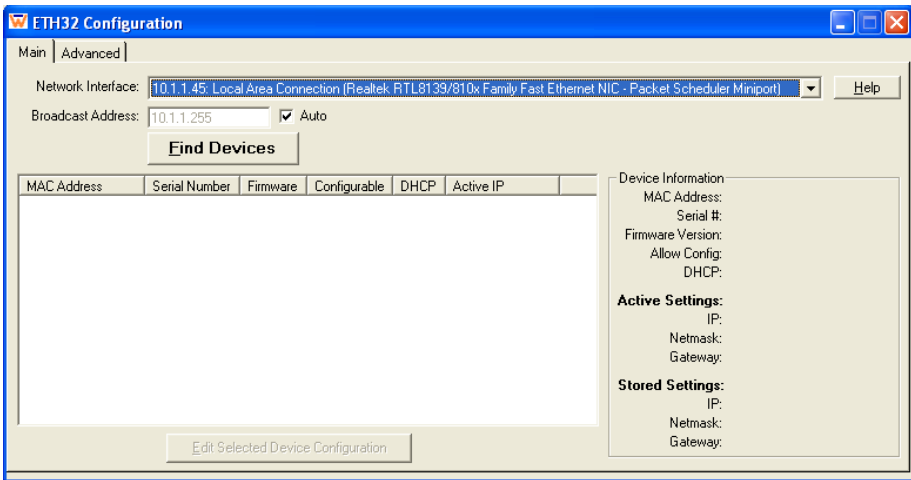 ETH32 Configuration
Main Advanced
Network Interface: 10.1.1.45: Local Area Connection (Realtek RTL8139/810x Family Fast Ethernet NIC - Packet Scheduler Miniport) Help
Broadcast Address: 10.1.1.255 Auto
Find Devices
MAC Address Serial Number Firmware Configurable DHCP Active IP
Device Information
MAC Address:
Serial #:
Firmware Version:
Allow Config:
DHCP:
Active Settings:
IP:
Netmask:
Gateway:
Stored Settings:
IP:
Netmask:
Gateway:
Edit Selected Device Configuration